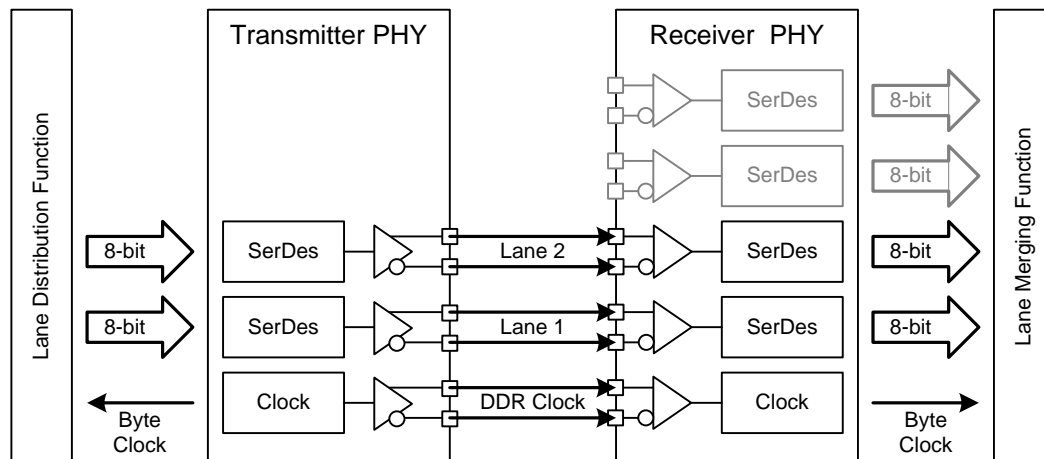 Transmitter PHY
Receiver PHY
Lane Distribution Function
Lane Merging Function
SerDes
8-bit
SerDes
8-bit
8-bit
SerDes
Lane 2
SerDes
8-bit
8-bit
SerDes
Lane 1
SerDes
8-bit
Clock
DDR Clock
Clock
Byte
Clock
Byte
Clock